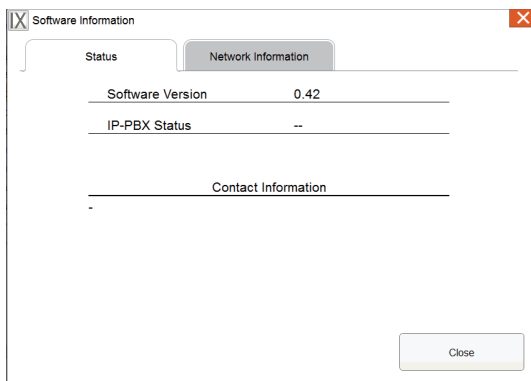 IX Software Information
Status Network Information
Software Version 0.42
IP-PBX Status --
Contact Information
-
Close